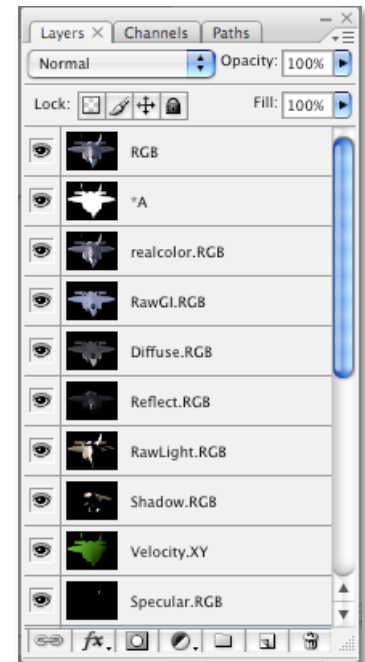 Layers × Channels Paths
Normal Opacity: 100%
Lock: Fill: 100%
RGB
*A
realcolor.RGB
RawGI.RGB
Diffuse.RGB
Reflect.RGB
RawLight.RGB
Shadow.RGB
Velocity.XY
Specular.RGB
fx.